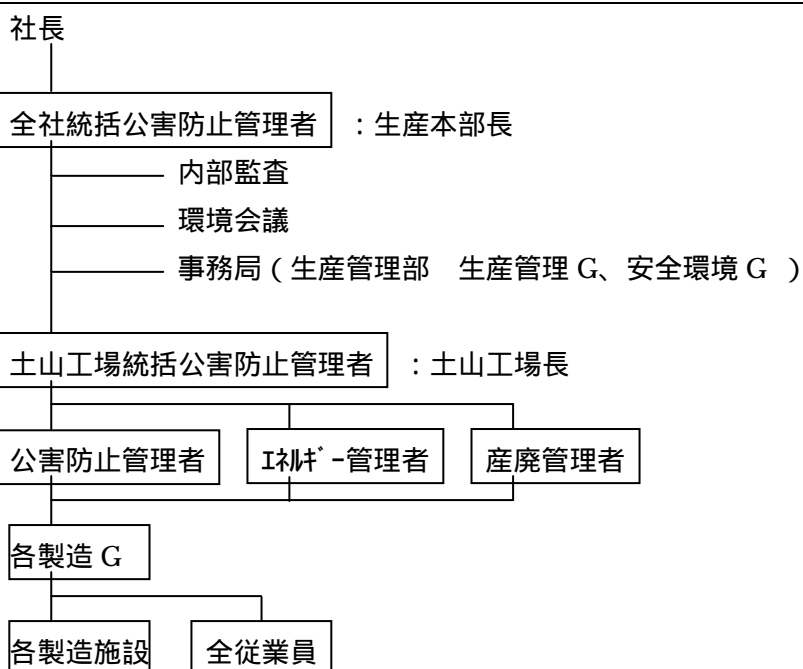 社長
全社統括公害防止管理者 ：生産本部長
内部監査
環境会議
事務局（生産管理部 生産管理 G、安全環境 G ）
土山工場統括公害防止管理者 ：土山工場長
公害防止管理者 ｴﾈﾙｷﾞｰ管理者 産廃管理者
各製造 G
各製造施設 全従業員